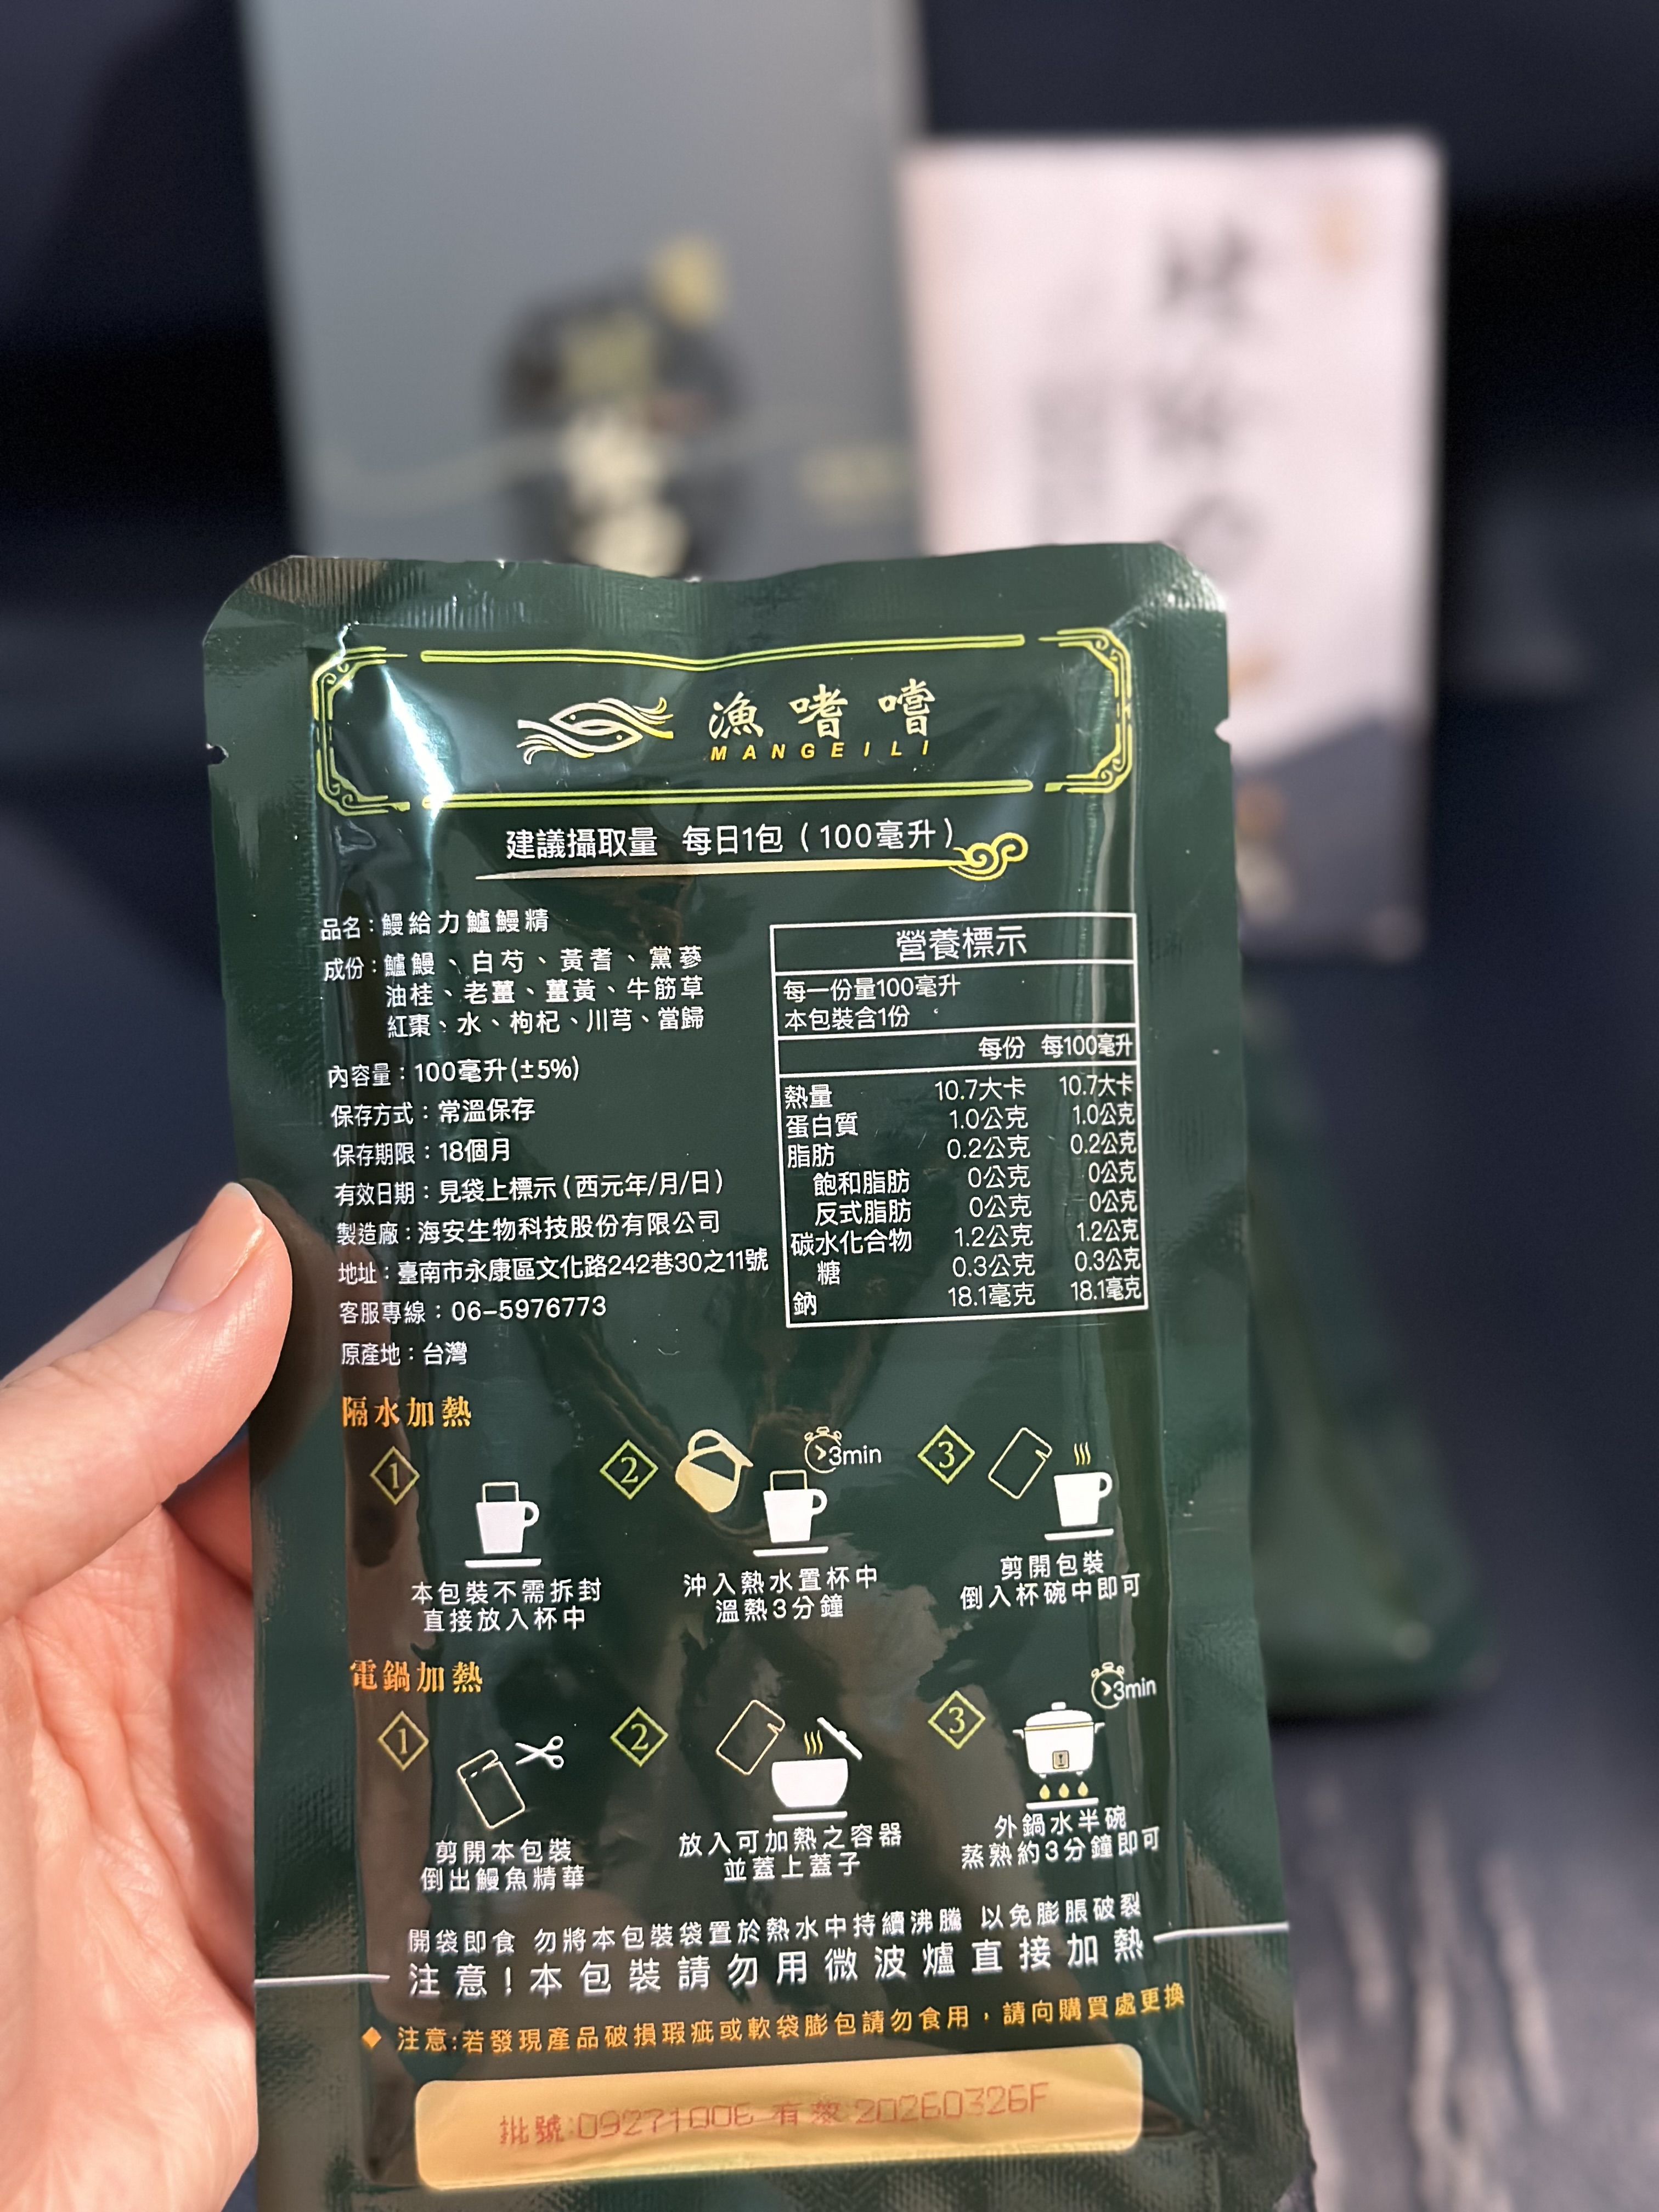 漁嗜嚐
MANGEILI
建議攝取量 每日1包（100毫升）
品名：鰻給力鱸鰻精
成份：鱸鰻、白芍、黃耆、黨蔘
油桂、老薑、薑黃、牛筋草
紅棗、水、枸杞、川芎、當歸
內容量：100毫升(±5%)
保存方式：常溫保存
保存期限：18個月
有效日期：見袋上標示(西元年/月/日)
製造廠：海安生物科技股份有限公司
地址：臺南市永康區文化路242巷30之11號
客服專線：06-5976773
原產地：台灣
營養標示
每一份量100毫升
本包裝含1份
每份 每100毫升
熱量 10.7大卡 10.7大卡
蛋白質 1.0公克 1.0公克
脂肪 0.2公克 0.2公克
飽和脂肪 0公克 0公克
反式脂肪 0公克 0公克
碳水化合物 1.2公克 1.2公克
糖 0.3公克 0.3公克
鈉 18.1毫克 18.1毫克
隔水加熱
1
本包裝不需拆封
直接放入杯中
2
3min
沖入熱水置杯中
溫熱3分鐘
3
剪開包裝
倒入杯碗中即可
電鍋加熱
1
剪開本包裝
倒出鰻魚精華
2
放入可加熱之容器
並蓋上蓋子
3
3min
外鍋水半碗
蒸熟約3分鐘即可
開袋即食 勿將本包裝袋置於熱水中持續沸騰 以免膨脹破裂
注意！本包裝請勿用微波爐直接加熱
◆ 注意:若發現產品破損瑕疵或軟袋膨包請勿食用，請向購買處更換
批號:09271006 有效:20260326F